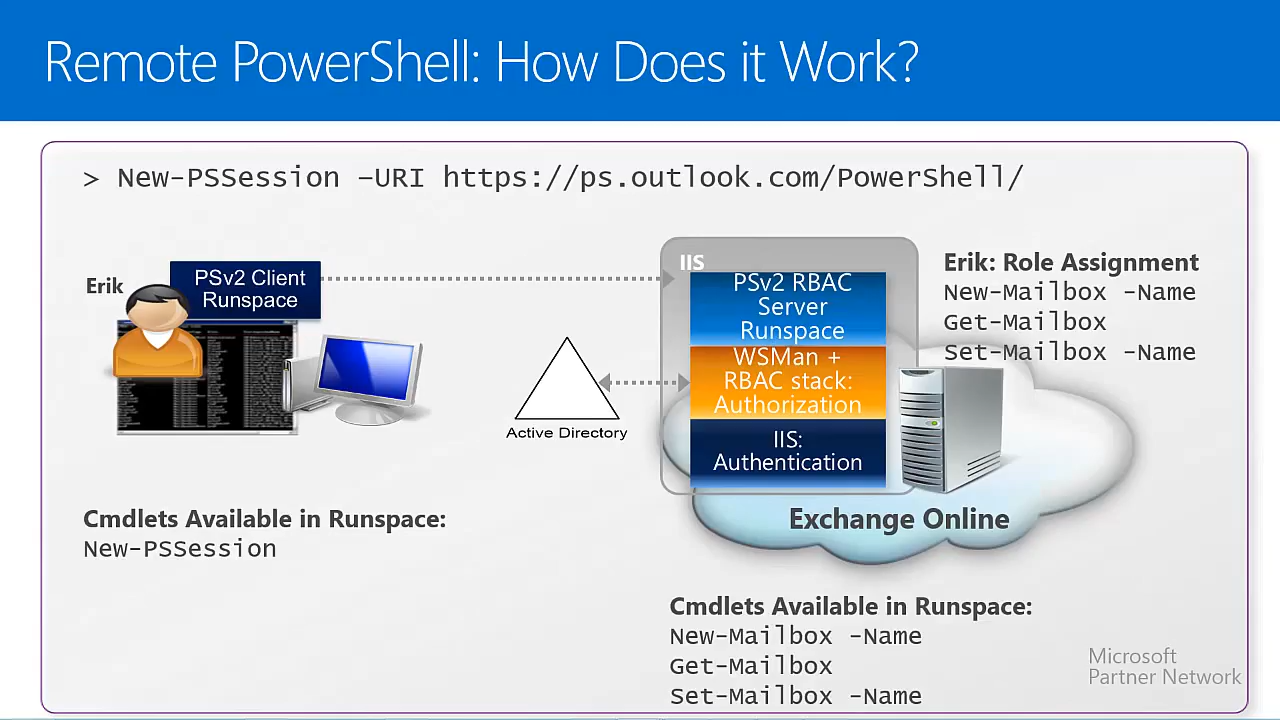 Remote PowerShell: How Does it Work?
> New-PSSession –URI https://ps.outlook.com/PowerShell/
Erik
PSv2 Client
Runspace
Active Directory
IIS
PSv2 RBAC
Server
Runspace
WSMan +
RBAC stack:
Authorization
IIS:
Authentication
Erik: Role Assignment
New-Mailbox -Name
Get-Mailbox
Set-Mailbox -Name
Exchange Online
Cmdlets Available in Runspace:
New-PSSession
Cmdlets Available in Runspace:
New-Mailbox -Name
Get-Mailbox
Set-Mailbox -Name
Microsoft
Partner Network